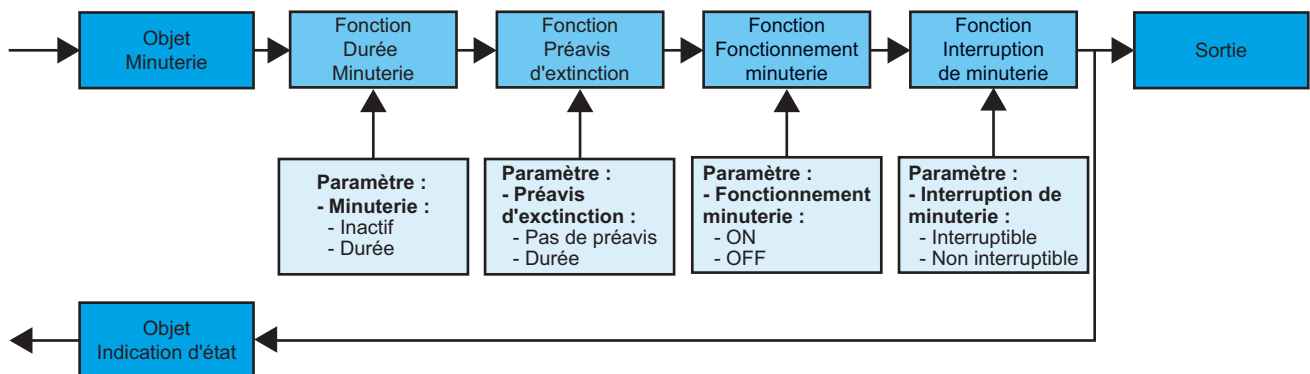 Objet
Minuterie
Fonction
Durée
Minuterie
Fonction
Préavis
d'extinction
Fonction
Fonctionnement
minuterie
Fonction
Interruption
de minuterie
Sortie
Paramètre :
- Minuterie :
- Inactif
- Durée
Paramètre :
- Préavis
d'exctinction :
- Pas de préavis
- Durée
Paramètre :
- Fonctionnement
minuterie :
- ON
- OFF
Paramètre :
- Interruption de
minuterie :
- Interruptible
- Non interruptible
Objet
Indication d'état